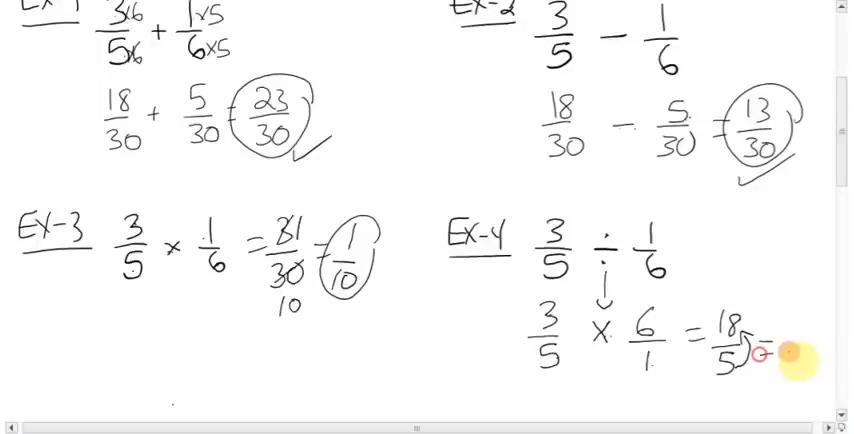 Ex-1 3×6/5×6 + 1×5/6×5
18/30 + 5/30 = 23/30
Ex-2 3/5 − 1/6
18/30 − 5/30 = 13/30
Ex-3 3/5 × 1/6 = 3/30 = 1/10
1
10
Ex-4 3/5 ÷ 1/6
3/5 × 6/1 = 18/5 =